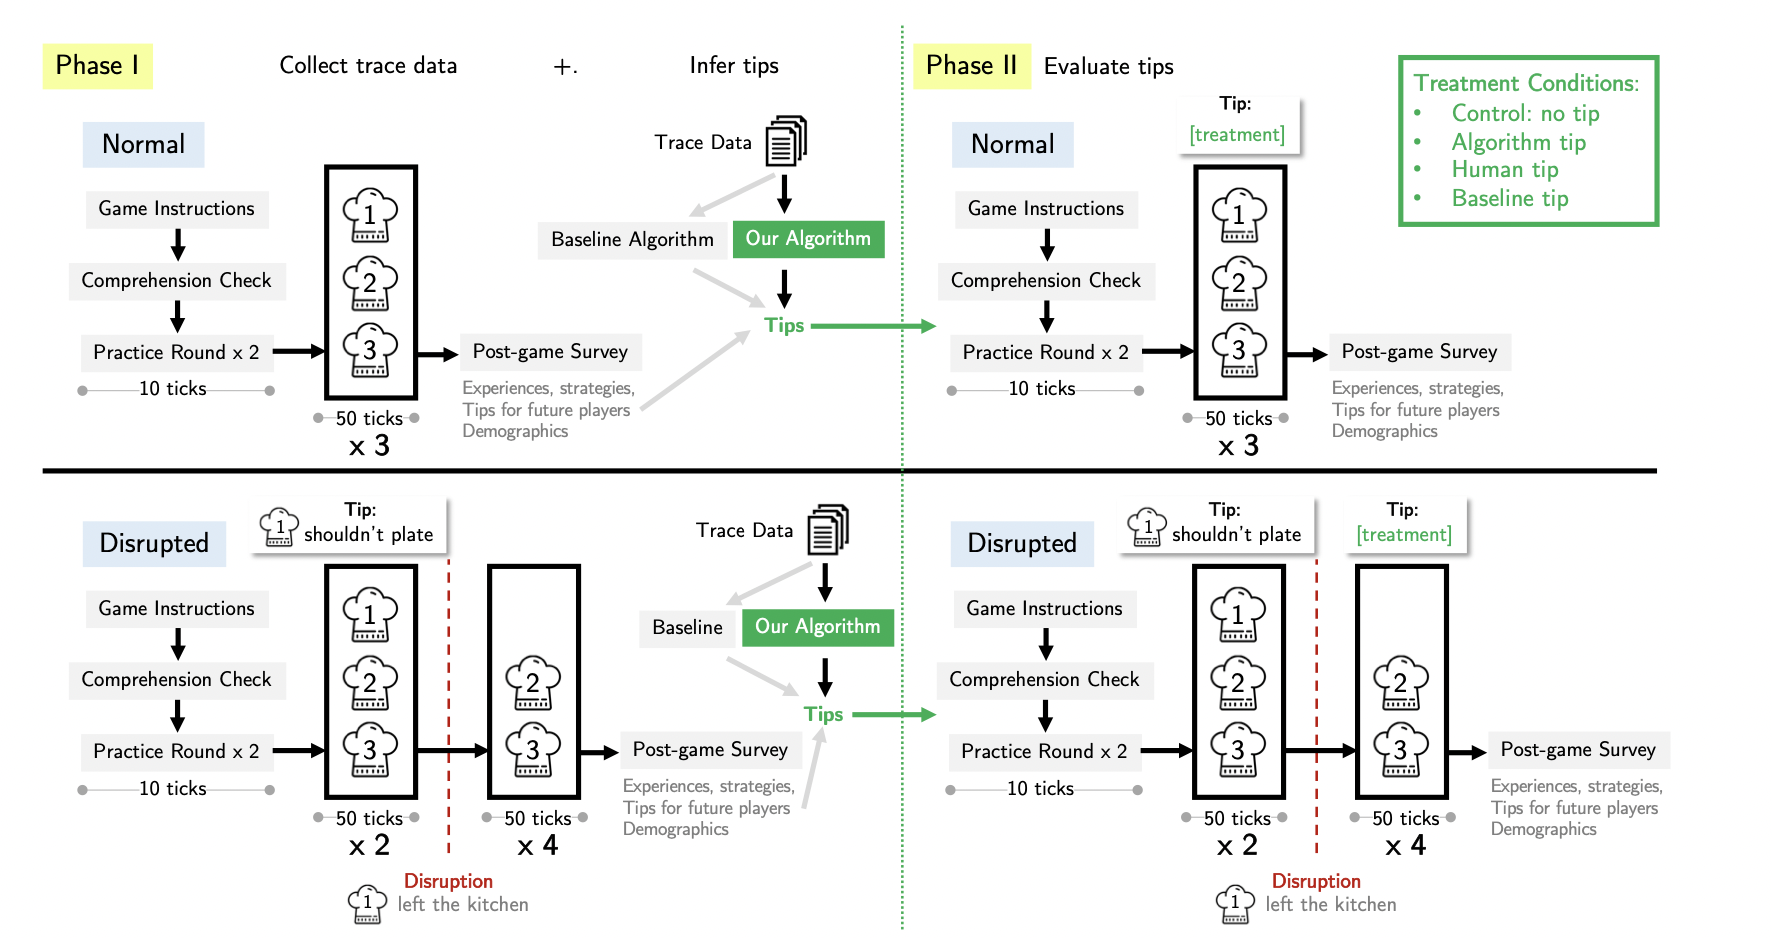 Phase I
Collect trace data
+.
Infer tips
Normal
Game Instructions
Comprehension Check
Practice Round x 2
10 ticks
1
2
3
50 ticks
x 3
Post-game Survey
Experiences, strategies,
Tips for future players
Demographics
Trace Data
Baseline Algorithm
Our Algorithm
Tips
Phase II
Evaluate tips
Normal
Game Instructions
Comprehension Check
Practice Round x 2
10 ticks
Tip:
[treatment]
1
2
3
50 ticks
x 3
Post-game Survey
Experiences, strategies,
Tips for future players
Demographics
Treatment Conditions:
• Control: no tip
• Algorithm tip
• Human tip
• Baseline tip
Disrupted
Game Instructions
Comprehension Check
Practice Round x 2
10 ticks
Tip:
1 shouldn't plate
1
2
3
50 ticks
x 2
Disruption
1 left the kitchen
2
3
50 ticks
x 4
Post-game Survey
Experiences, strategies,
Tips for future players
Demographics
Trace Data
Baseline
Our Algorithm
Tips
Disrupted
Game Instructions
Comprehension Check
Practice Round x 2
10 ticks
Tip:
1 shouldn't plate
1
2
3
50 ticks
x 2
Disruption
1 left the kitchen
Tip:
[treatment]
2
3
50 ticks
x 4
Post-game Survey
Experiences, strategies,
Tips for future players
Demographics